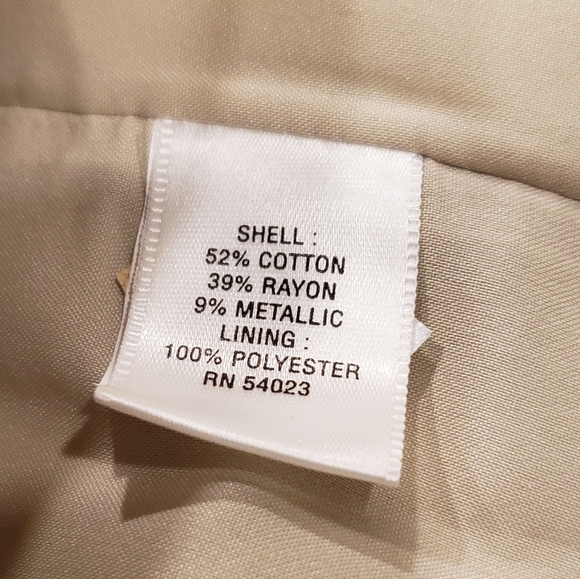 SHELL :
52% COTTON
39% RAYON
9% METALLIC
LINING :
100% POLYESTER
RN 54023